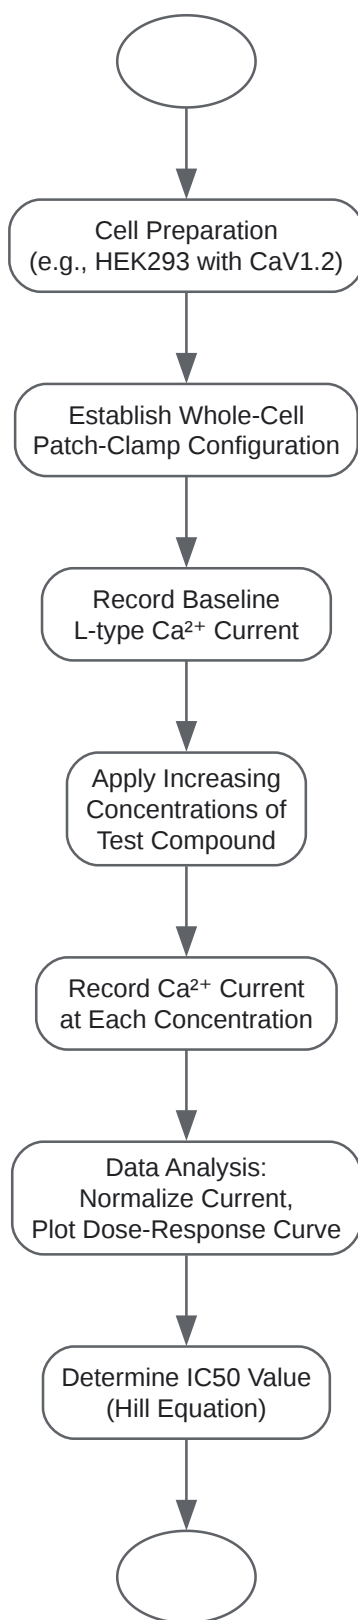 Cell Preparation
(e.g., HEK293 with CaV1.2)
Establish Whole-Cell
Patch-Clamp Configuration
Record Baseline
L-type Ca²⁺ Current
Apply Increasing
Concentrations of
Test Compound
Record Ca²⁺ Current
at Each Concentration
Data Analysis:
Normalize Current,
Plot Dose-Response Curve
Determine IC50 Value
(Hill Equation)